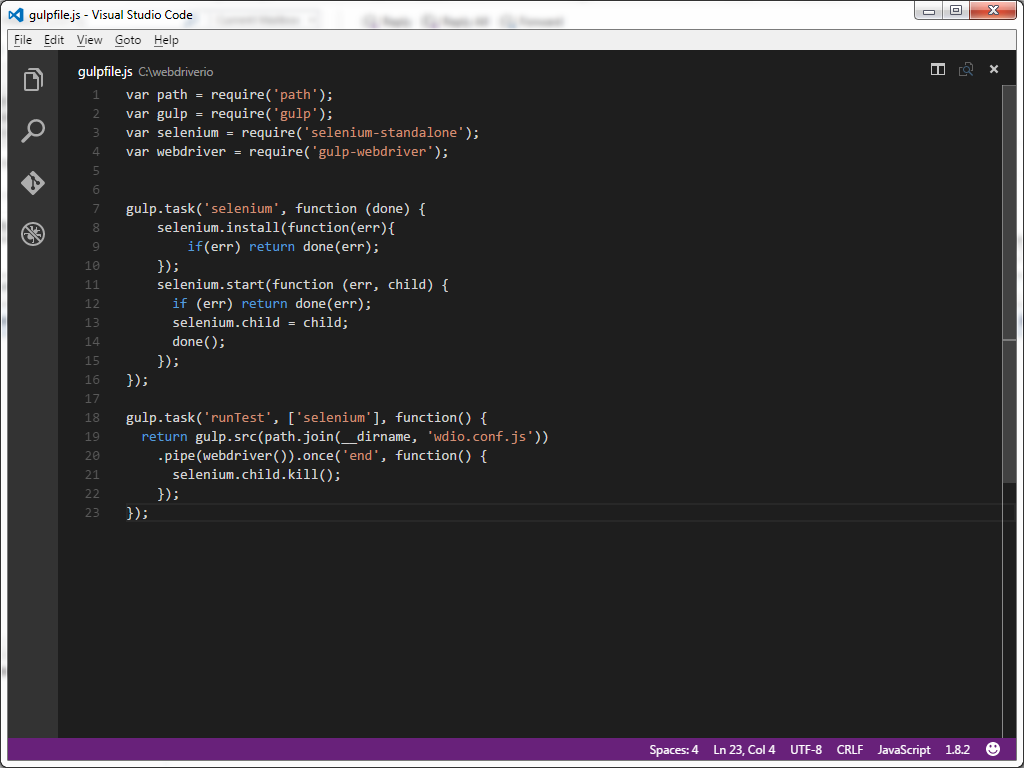 gulpfile.js - Visual Studio Code
File Edit View Goto Help
gulpfile.js C:\webdriverio
1 var path = require('path');
2 var gulp = require('gulp');
3 var selenium = require('selenium-standalone');
4 var webdriver = require('gulp-webdriver');
5
6
7 gulp.task('selenium', function (done) {
8     selenium.install(function(err){
9         if(err) return done(err);
10     });
11     selenium.start(function (err, child) {
12       if (err) return done(err);
13       selenium.child = child;
14       done();
15     });
16 });
17
18 gulp.task('runTest', ['selenium'], function() {
19   return gulp.src(path.join(__dirname, 'wdio.conf.js'))
20     .pipe(webdriver()).once('end', function() {
21       selenium.child.kill();
22     });
23 });
Spaces: 4 Ln 23, Col 4 UTF-8 CRLF JavaScript 1.8.2